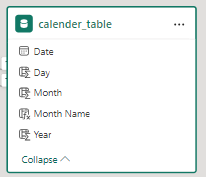 calender_table
Date
Day
Month
Month Name
Year
Collapse